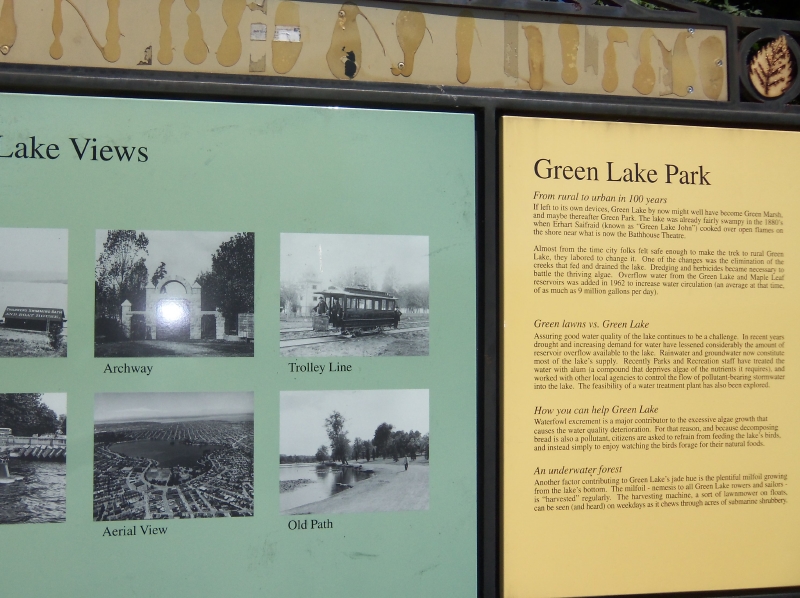 Lake Views
Archway
Trolley Line
Aerial View
Old Path
Green Lake Park
From rural to urban in 100 years
If left to its own devices, Green Lake by now might well have become Green Marsh,
and maybe thereafter Green Park. The lake was already fairly swampy in the 1880's
when Erhart Saifraid (known as "Green Lake John") cooked over open flames on
the shore near what is now the Bathhouse Theatre.
Almost from the time city folks felt safe enough to make the trek to rural Green
Lake, they labored to change it. One of the changes was the elimination of the
creeks that fed and drained the lake. Dredging and herbicides became necessary to
battle the thriving algae. Overflow water from the Green Lake and Maple Leaf
reservoirs was added in 1962 to increase water circulation (an average at that time,
of as much as 9 million gallons per day).
Green lawns vs. Green Lake
Assuring good water quality of the lake continues to be a challenge. In recent years
drought and increasing demand for water have lessened considerably the amount of
reservoir overflow available to the lake. Rainwater and groundwater now constitute
most of the lake's supply. Recently Parks and Recreation staff have treated the
water with alum (a compound that deprives algae of the nutrients it requires), and
worked with other local agencies to control the flow of pollutant-bearing stormwater
into the lake. The feasibility of a water treatment plant has also been explored.
How you can help Green Lake
Waterfowl excrement is a major contributor to the excessive algae growth that
causes the water quality deterioration. For that reason, and because decomposing
bread is also a pollutant, citizens are asked to refrain from feeding the lake's birds,
and instead simply to enjoy watching the birds forage for their natural foods.
An underwater forest
Another factor contributing to Green Lake's jade hue is the plentiful milfoil growing
from the lake's bottom. The milfoil - nemesis to all Green Lake rowers and sailors -
is "harvested" regularly. The harvesting machine, a sort of lawnmower on floats,
can be seen (and heard) on weekdays as it chews through acres of submarine shrubbery.